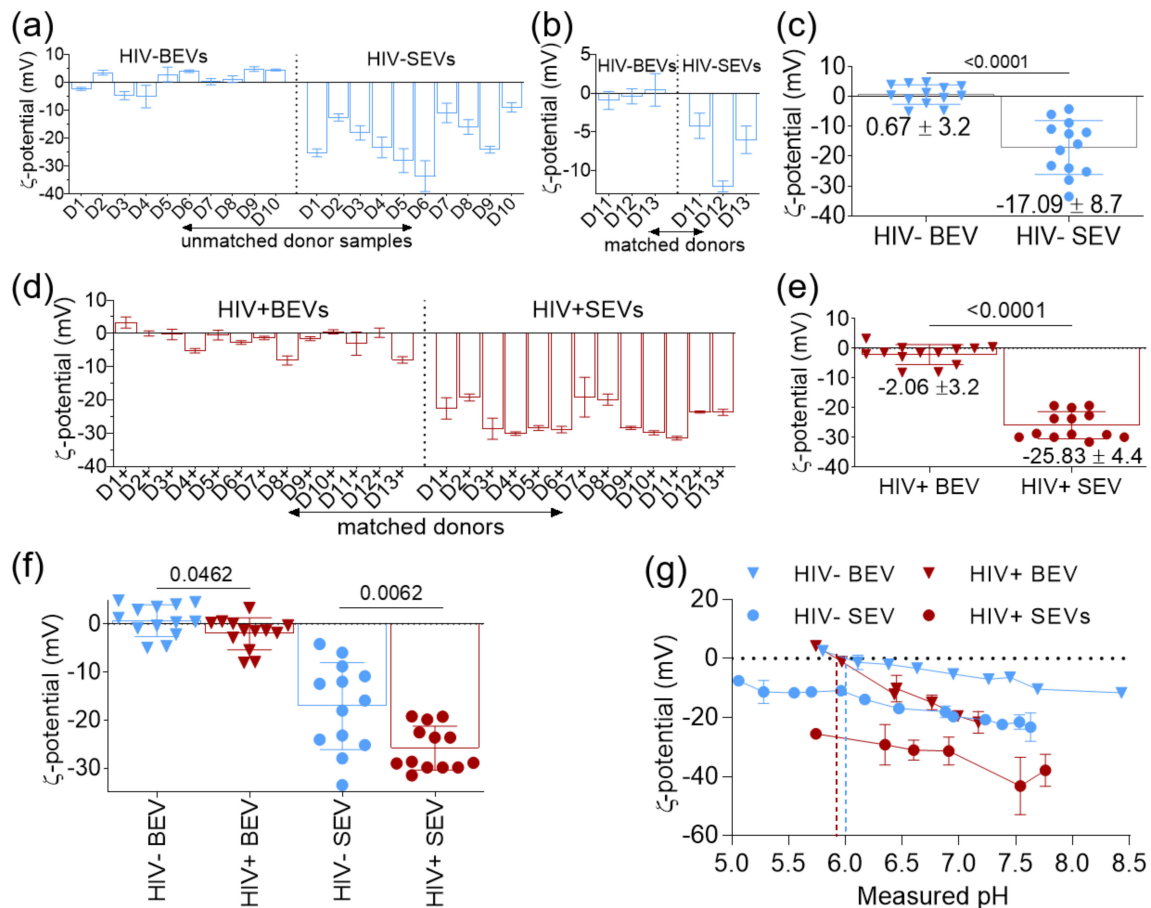 (a)
HIV-BEVs
HIV-SEVs
ζ-potential (mV)
10
0
-10
-20
-30
-40
D1
D2
D3
D4
D5
D6
D7
D8
D9
D10
D1
D2
D3
D4
D5
D6
D7
D8
D9
D10
unmatched donor samples
(b)
HIV-BEVs
HIV-SEVs
ζ-potential (mV)
5
0
-5
-10
D11
D12
D13
D11
D12
D13
matched donors
(c)
<0.0001
ζ-potential (mV)
10
0
-10
-20
-30
-40
0.67 ± 3.2
-17.09 ± 8.7
HIV- BEV
HIV- SEV
(d)
HIV+BEVs
HIV+SEVs
ζ-potential (mV)
10
0
-10
-20
-30
-40
D1+
D2+
D3+
D4+
D5+
D6+
D7+
D8+
D9+
D10+
D11+
D12+
D13+
D1+
D2+
D3+
D4+
D5+
D6+
D7+
D8+
D9+
D10+
D11+
D12+
D13+
matched donors
(e)
<0.0001
ζ-potential (mV)
10
0
-10
-20
-30
-40
-2.06 ±3.2
-25.83 ± 4.4
HIV+ BEV
HIV+ SEV
(f)
0.0462
0.0062
ζ-potential (mV)
0
-10
-20
-30
HIV- BEV
HIV+ BEV
HIV- SEV
HIV+ SEV
(g)
HIV- BEV
HIV+ BEV
HIV- SEV
HIV+ SEVs
ζ-potential (mV)
20
0
-20
-40
-60
5.0
5.5
6.0
6.5
7.0
7.5
8.0
8.5
Measured pH